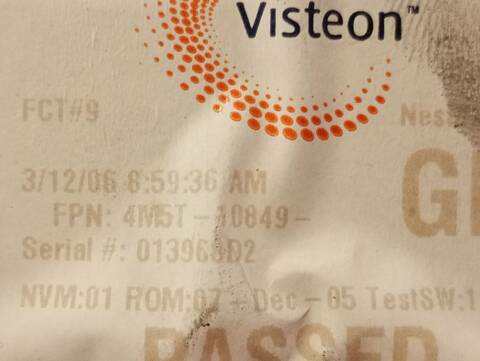 Visteon™
FCT#9
3/12/06 8:59:36 AM
FPN: 4M5T-10849-
Serial #: 013968D2
NVM:01 ROM:07-Dec-05 TestSW:1
PASSED